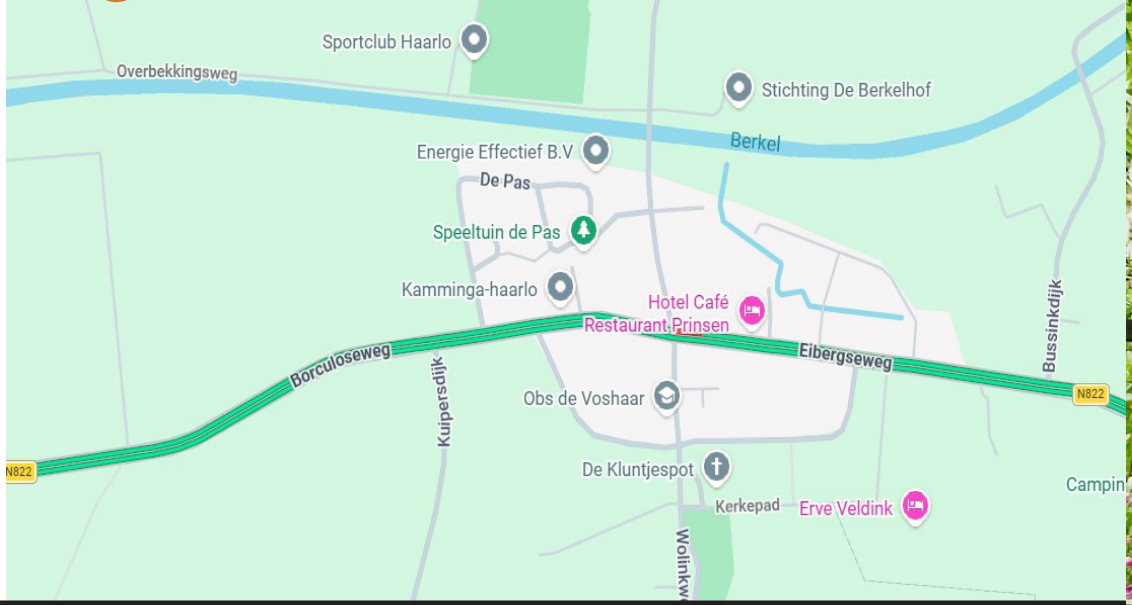 Sportclub Haarlo
Overbekkingsweg
Stichting De Berkelhof
Berkel
Energie Effectief B.V
De Pas
Speeltuin de Pas
Kamminga-haarlo
Hotel Café
Restaurant Prinsen
Bussinkdijk
Borculoseweg
Eibergseweg
Kuipersdijk
N822
Obs de Voshaar
N822
De Kluntjespot
Campin
Kerkepad
Erve Veldink
Wolinkw